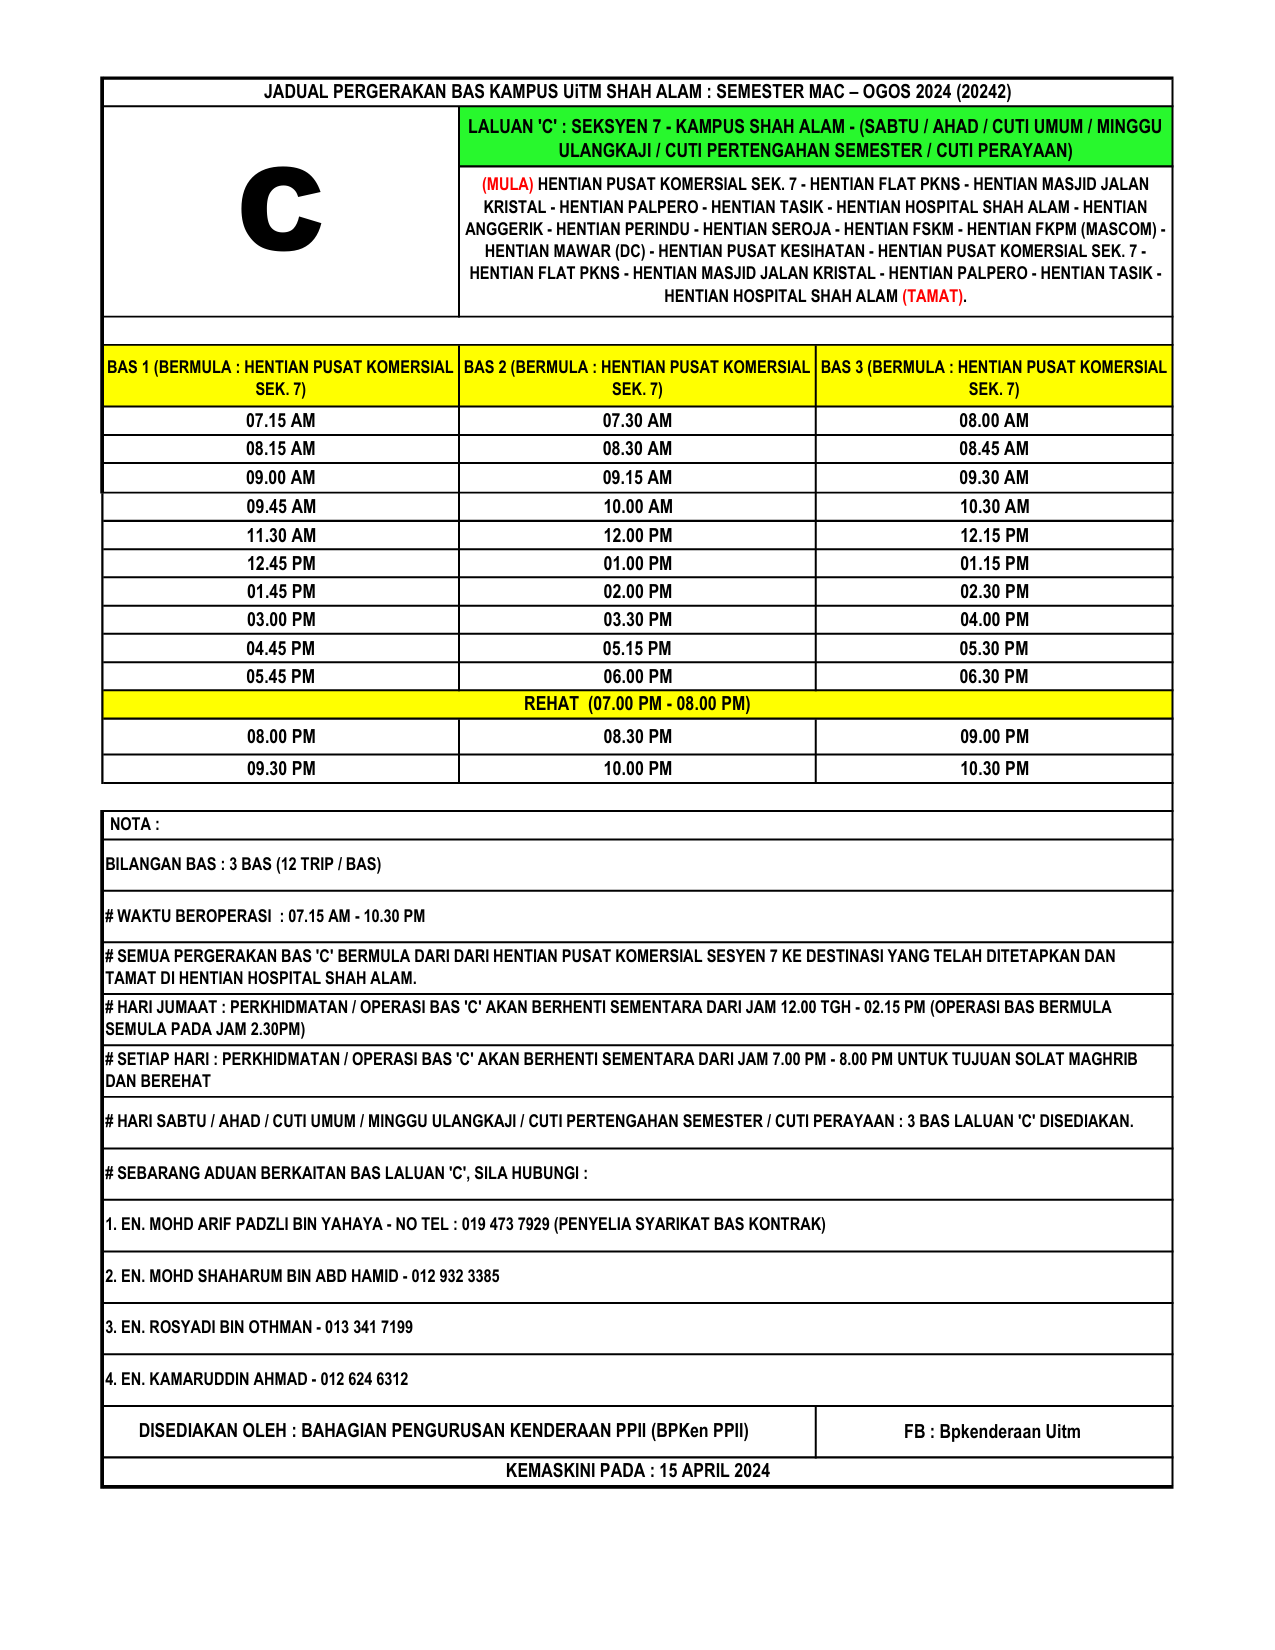 JADUAL PERGERAKAN BAS KAMPUS UiTM SHAH ALAM : SEMESTER MAC – OGOS 2024 (20242)
C
LALUAN 'C' : SEKSYEN 7 - KAMPUS SHAH ALAM - (SABTU / AHAD / CUTI UMUM / MINGGU
ULANGKAJI / CUTI PERTENGAHAN SEMESTER / CUTI PERAYAAN)
(MULA) HENTIAN PUSAT KOMERSIAL SEK. 7 - HENTIAN FLAT PKNS - HENTIAN MASJID JALAN
KRISTAL - HENTIAN PALPERO - HENTIAN TASIK - HENTIAN HOSPITAL SHAH ALAM - HENTIAN
ANGGERIK - HENTIAN PERINDU - HENTIAN SEROJA - HENTIAN FSKM - HENTIAN FKPM (MASCOM) -
HENTIAN MAWAR (DC) - HENTIAN PUSAT KESIHATAN - HENTIAN PUSAT KOMERSIAL SEK. 7 -
HENTIAN FLAT PKNS - HENTIAN MASJID JALAN KRISTAL - HENTIAN PALPERO - HENTIAN TASIK -
HENTIAN HOSPITAL SHAH ALAM (TAMAT).
BAS 1 (BERMULA : HENTIAN PUSAT KOMERSIAL SEK. 7) BAS 2 (BERMULA : HENTIAN PUSAT KOMERSIAL SEK. 7) BAS 3 (BERMULA : HENTIAN PUSAT KOMERSIAL SEK. 7)
07.15 AM 07.30 AM 08.00 AM
08.15 AM 08.30 AM 08.45 AM
09.00 AM 09.15 AM 09.30 AM
09.45 AM 10.00 AM 10.30 AM
11.30 AM 12.00 PM 12.15 PM
12.45 PM 01.00 PM 01.15 PM
01.45 PM 02.00 PM 02.30 PM
03.00 PM 03.30 PM 04.00 PM
04.45 PM 05.15 PM 05.30 PM
05.45 PM 06.00 PM 06.30 PM
REHAT (07.00 PM - 08.00 PM)
08.00 PM 08.30 PM 09.00 PM
09.30 PM 10.00 PM 10.30 PM
NOTA :
BILANGAN BAS : 3 BAS (12 TRIP / BAS)
# WAKTU BEROPERASI : 07.15 AM - 10.30 PM
# SEMUA PERGERAKAN BAS 'C' BERMULA DARI DARI HENTIAN PUSAT KOMERSIAL SESYEN 7 KE DESTINASI YANG TELAH DITETAPKAN DAN
TAMAT DI HENTIAN HOSPITAL SHAH ALAM.
# HARI JUMAAT : PERKHIDMATAN / OPERASI BAS 'C' AKAN BERHENTI SEMENTARA DARI JAM 12.00 TGH - 02.15 PM (OPERASI BAS BERMULA
SEMULA PADA JAM 2.30PM)
# SETIAP HARI : PERKHIDMATAN / OPERASI BAS 'C' AKAN BERHENTI SEMENTARA DARI JAM 7.00 PM - 8.00 PM UNTUK TUJUAN SOLAT MAGHRIB
DAN BEREHAT
# HARI SABTU / AHAD / CUTI UMUM / MINGGU ULANGKAJI / CUTI PERTENGAHAN SEMESTER / CUTI PERAYAAN : 3 BAS LALUAN 'C' DISEDIAKAN.
# SEBARANG ADUAN BERKAITAN BAS LALUAN 'C', SILA HUBUNGI :
1. EN. MOHD ARIF PADZLI BIN YAHAYA - NO TEL : 019 473 7929 (PENYELIA SYARIKAT BAS KONTRAK)
2. EN. MOHD SHAHARUM BIN ABD HAMID - 012 932 3385
3. EN. ROSYADI BIN OTHMAN - 013 341 7199
4. EN. KAMARUDDIN AHMAD - 012 624 6312
DISEDIAKAN OLEH : BAHAGIAN PENGURUSAN KENDERAAN PPII (BPKen PPII) FB : Bpkenderaan Uitm
KEMASKINI PADA : 15 APRIL 2024